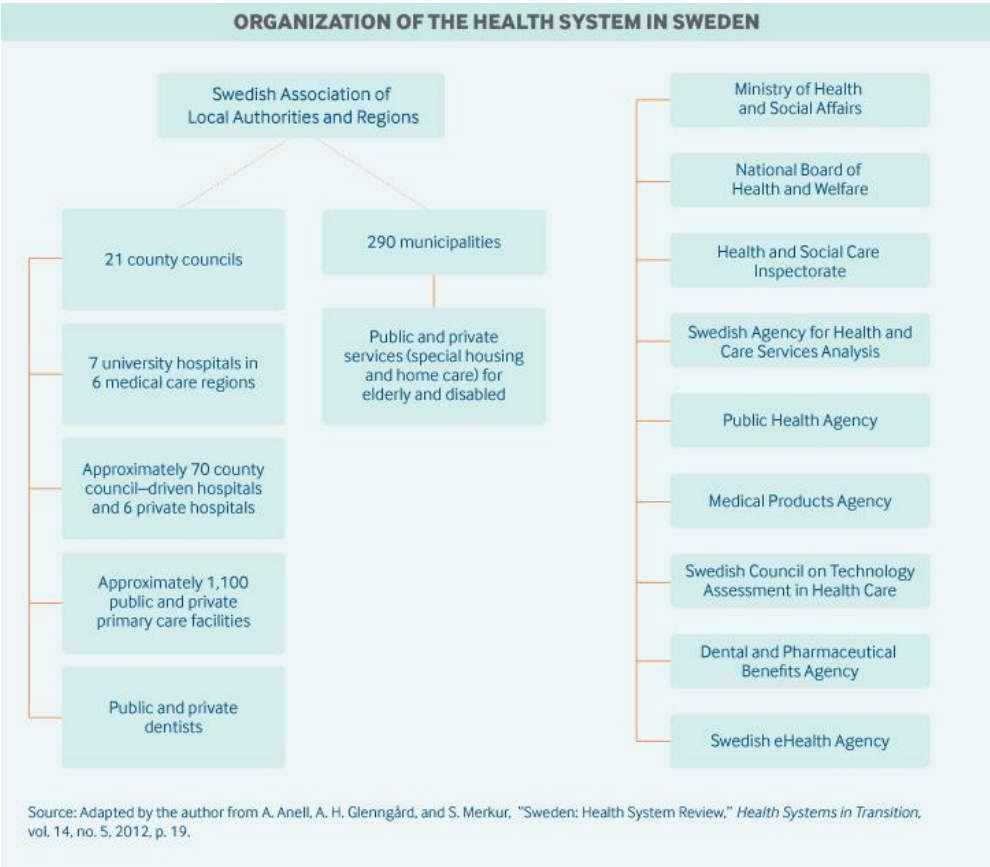 ORGANIZATION OF THE HEALTH SYSTEM IN SWEDEN
Swedish Association of
Local Authorities and Regions
21 county councils
7 university hospitals in
6 medical care regions
Approximately 70 county
council–driven hospitals
and 6 private hospitals
Approximately 1,100
public and private
primary care facilities
Public and private
dentists
290 municipalities
Public and private
services (special housing
and home care) for
elderly and disabled
Ministry of Health
and Social Affairs
National Board of
Health and Welfare
Health and Social Care
Inspectorate
Swedish Agency for Health and
Care Services Analysis
Public Health Agency
Medical Products Agency
Swedish Council on Technology
Assessment in Health Care
Dental and Pharmaceutical
Benefits Agency
Swedish eHealth Agency
Source: Adapted by the author from A. Anell, A. H. Glenngård, and S. Merkur, "Sweden: Health System Review," Health Systems in Transition,
vol. 14, no. 5, 2012, p. 19.